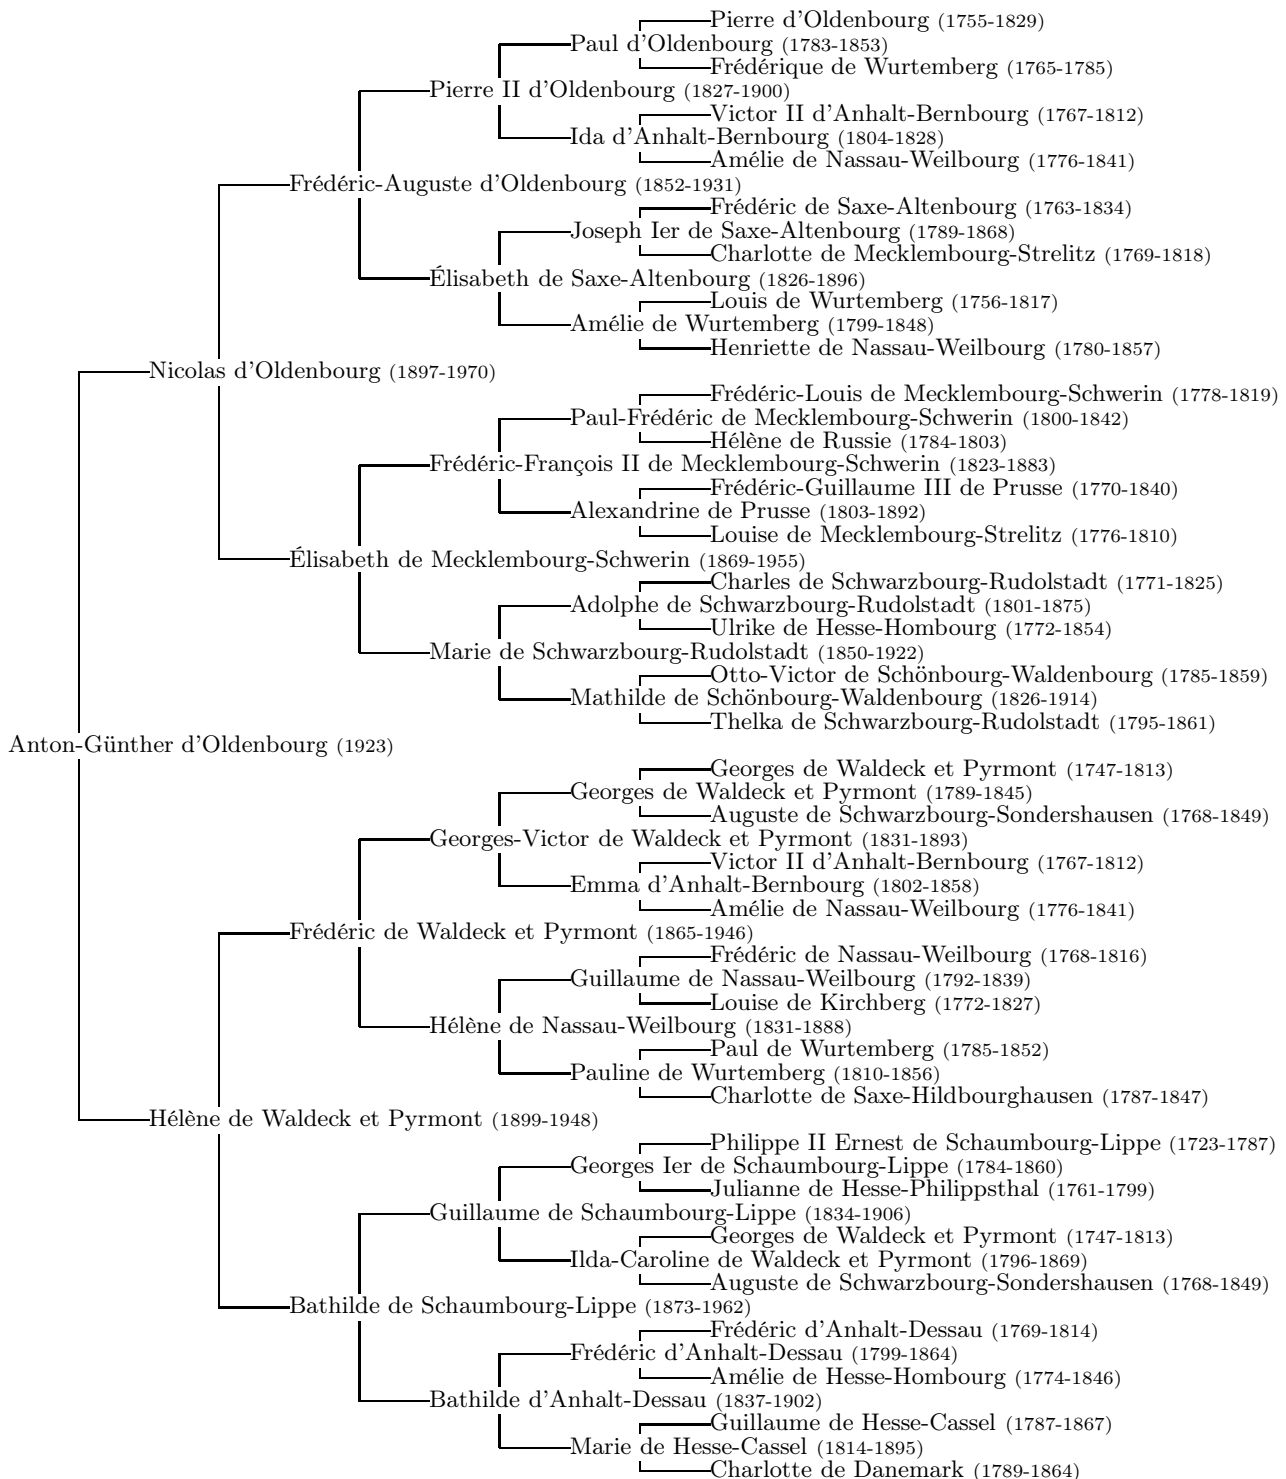 Pierre d'Oldenbourg (1755-1829)
Paul d'Oldenbourg (1783-1853)
Frédérique de Wurtemberg (1765-1785)
Pierre II d'Oldenbourg (1827-1900)
Victor II d'Anhalt-Bernbourg (1767-1812)
Ida d'Anhalt-Bernbourg (1804-1828)
Amélie de Nassau-Weilbourg (1776-1841)
Frédéric-Auguste d'Oldenbourg (1852-1931)
Frédéric de Saxe-Altenbourg (1763-1834)
Joseph Ier de Saxe-Altenbourg (1789-1868)
Charlotte de Mecklembourg-Strelitz (1769-1818)
Élisabeth de Saxe-Altenbourg (1826-1896)
Louis de Wurtemberg (1756-1817)
Amélie de Wurtemberg (1799-1848)
Henriette de Nassau-Weilbourg (1780-1857)
Nicolas d'Oldenbourg (1897-1970)
Frédéric-Louis de Mecklembourg-Schwerin (1778-1819)
Paul-Frédéric de Mecklembourg-Schwerin (1800-1842)
Hélène de Russie (1784-1803)
Frédéric-François II de Mecklembourg-Schwerin (1823-1883)
Frédéric-Guillaume III de Prusse (1770-1840)
Alexandrine de Prusse (1803-1892)
Louise de Mecklembourg-Strelitz (1776-1810)
Élisabeth de Mecklembourg-Schwerin (1869-1955)
Charles de Schwarzbourg-Rudolstadt (1771-1825)
Adolphe de Schwarzbourg-Rudolstadt (1801-1875)
Ulrike de Hesse-Hombourg (1772-1854)
Marie de Schwarzbourg-Rudolstadt (1850-1922)
Otto-Victor de Schönbourg-Waldenbourg (1785-1859)
Mathilde de Schönbourg-Waldenbourg (1826-1914)
Thelka de Schwarzbourg-Rudolstadt (1795-1861)
Anton-Günther d'Oldenbourg (1923)
Georges de Waldeck et Pyrmont (1747-1813)
Georges de Waldeck et Pyrmont (1789-1845)
Auguste de Schwarzbourg-Sondershausen (1768-1849)
Georges-Victor de Waldeck et Pyrmont (1831-1893)
Victor II d'Anhalt-Bernbourg (1767-1812)
Emma d'Anhalt-Bernbourg (1802-1858)
Amélie de Nassau-Weilbourg (1776-1841)
Frédéric de Waldeck et Pyrmont (1865-1946)
Frédéric de Nassau-Weilbourg (1768-1816)
Guillaume de Nassau-Weilbourg (1792-1839)
Louise de Kirchberg (1772-1827)
Hélène de Nassau-Weilbourg (1831-1888)
Paul de Wurtemberg (1785-1852)
Pauline de Wurtemberg (1810-1856)
Charlotte de Saxe-Hildbourghausen (1787-1847)
Hélène de Waldeck et Pyrmont (1899-1948)
Philippe II Ernest de Schaumbourg-Lippe (1723-1787)
Georges Ier de Schaumbourg-Lippe (1784-1860)
Julianne de Hesse-Philippsthal (1761-1799)
Guillaume de Schaumbourg-Lippe (1834-1906)
Georges de Waldeck et Pyrmont (1747-1813)
Ilda-Caroline de Waldeck et Pyrmont (1796-1869)
Auguste de Schwarzbourg-Sondershausen (1768-1849)
Bathilde de Schaumbourg-Lippe (1873-1962)
Frédéric d'Anhalt-Dessau (1769-1814)
Frédéric d'Anhalt-Dessau (1799-1864)
Amélie de Hesse-Hombourg (1774-1846)
Bathilde d'Anhalt-Dessau (1837-1902)
Guillaume de Hesse-Cassel (1787-1867)
Marie de Hesse-Cassel (1814-1895)
Charlotte de Danemark (1789-1864)